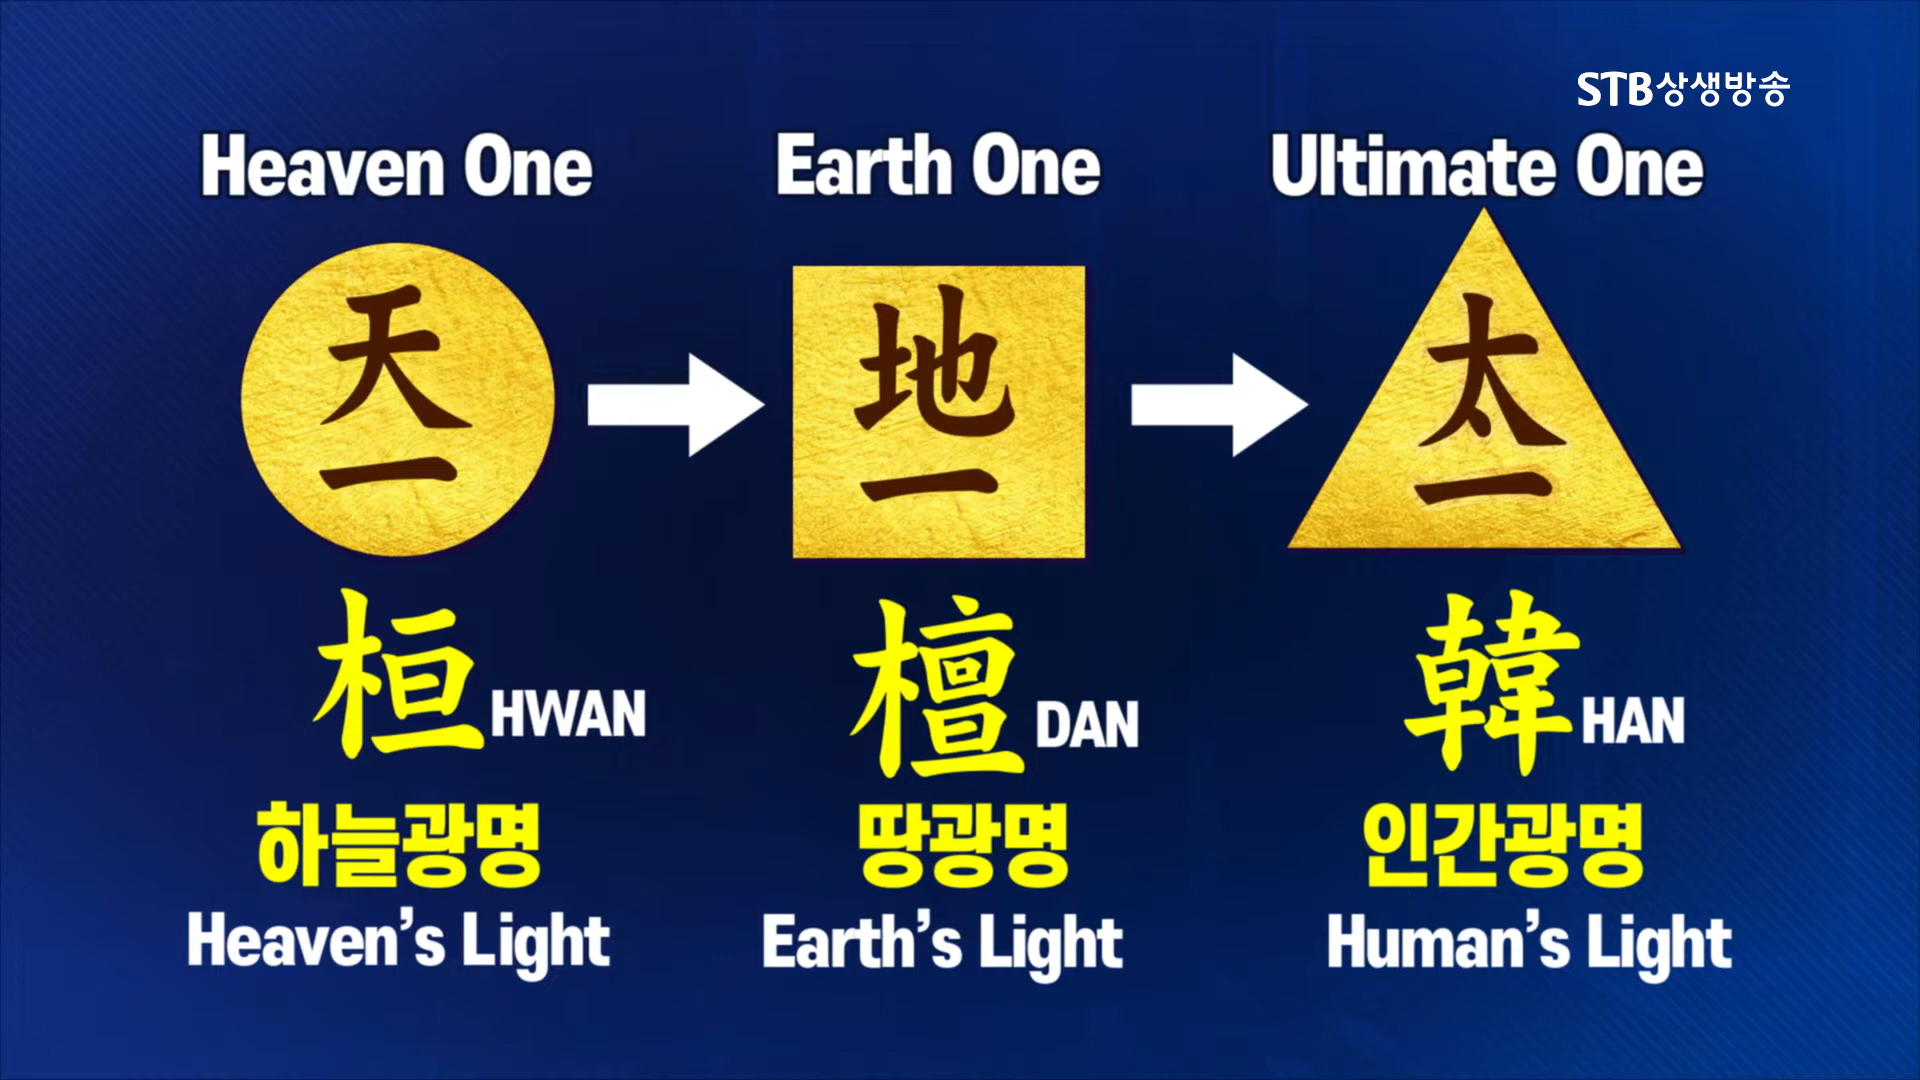 STB상생방송
Heaven One
Earth One
Ultimate One
天
一
地
一
太
一
桓 HWAN
檀 DAN
韓 HAN
하늘광명
땅광명
인간광명
Heaven's Light
Earth's Light
Human's Light